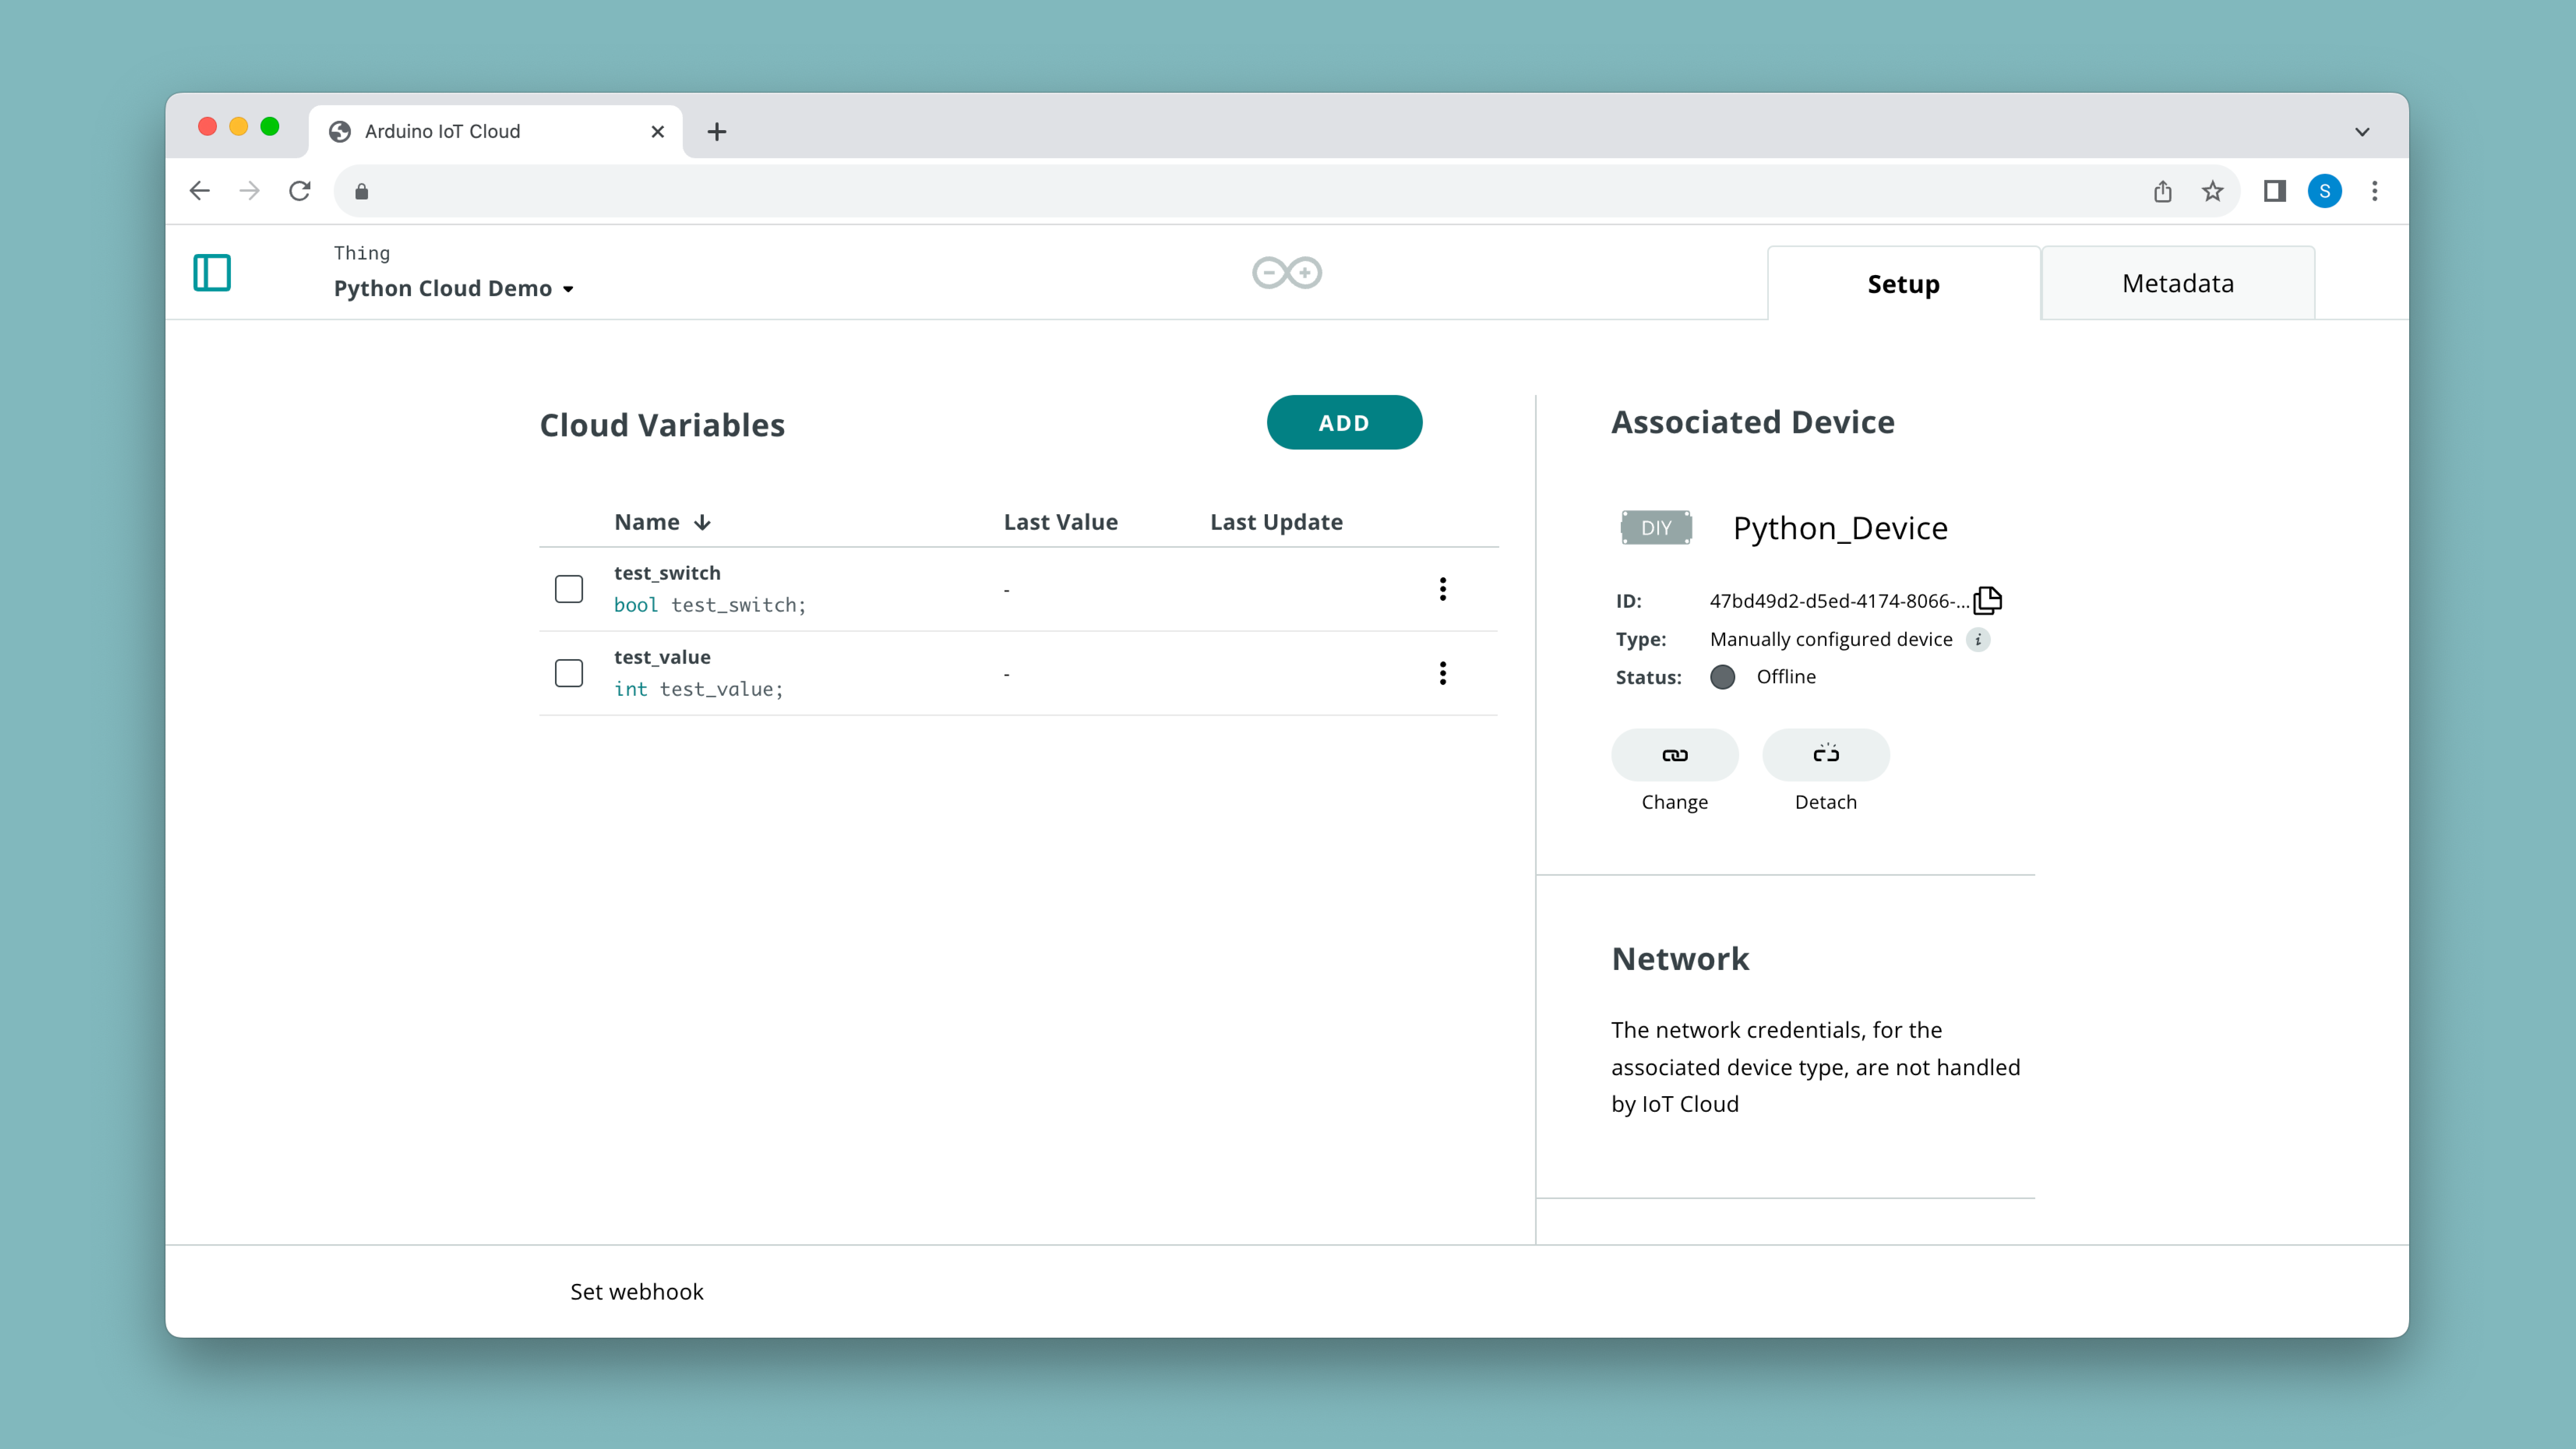 Arduino IoT Cloud
S
Thing
Python Cloud Demo
Setup
Metadata
Cloud Variables
ADD
Name
Last Value
Last Update
test_switch
bool test_switch;
-
test_value
int test_value;
-
Associated Device
DIY
Python_Device
ID: 47bd49d2-d5ed-4174-8066-...
Type: Manually configured device i
Status: Offline
Change
Detach
Network
The network credentials, for the
associated device type, are not handled
by IoT Cloud
Set webhook